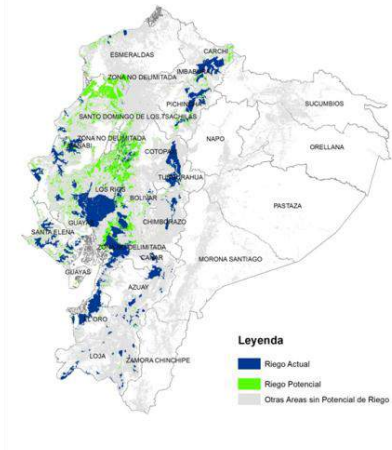 ESMERALDAS
CARCHI
IMBABURA
ZONA NO DELIMITADA
PICHINCHA
SUCUMBIOS
SANTO DOMINGO DE LOS TSACHILAS
ZONA NO DELIMITADA
MANABI
NAPO
ORELLANA
COTOPAXI
TUNGURAHUA
LOS RIOS
BOLIVAR
PASTAZA
GUAYAS
CHIMBORAZO
SANTA ELENA
ZONA NO DELIMITADA
CAÑAR
MORONA SANTIAGO
GUAYAS
AZUAY
EL ORO
LOJA
ZAMORA CHINCHIPE
Leyenda
Riego Actual
Riego Potencial
Otras Areas sin Potencial de Riego